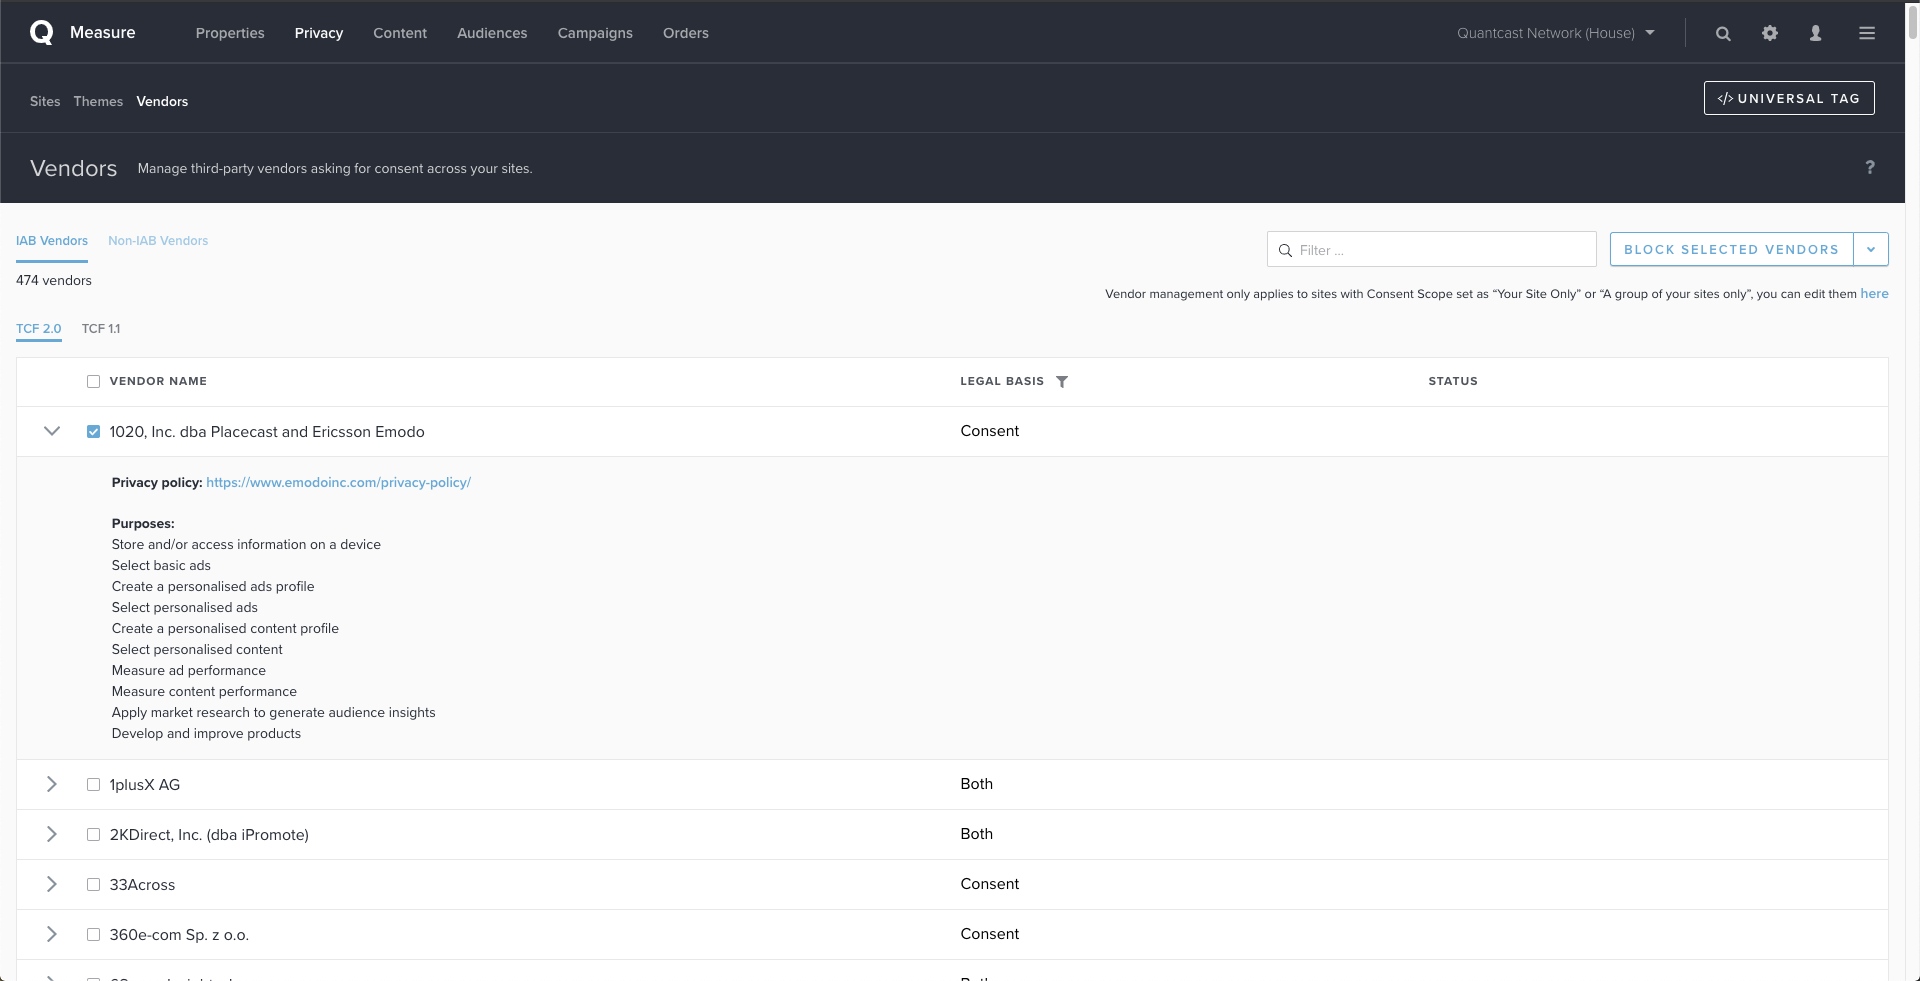 Measure Properties Privacy Content Audiences Campaigns Orders Quantcast Network (House)
Sites Themes Vendors </> UNIVERSAL TAG
Vendors Manage third-party vendors asking for consent across your sites. ?
IAB Vendors Non-IAB Vendors Filter ... BLOCK SELECTED VENDORS
474 vendors
Vendor management only applies to sites with Consent Scope set as “Your Site Only” or “A group of your sites only”, you can edit them here
TCF 2.0 TCF 1.1
VENDOR NAME LEGAL BASIS STATUS
1020, Inc. dba Placecast and Ericsson Emodo Consent
Privacy policy: https://www.emodoinc.com/privacy-policy/
Purposes:
Store and/or access information on a device
Select basic ads
Create a personalised ads profile
Select personalised ads
Create a personalised content profile
Select personalised content
Measure ad performance
Measure content performance
Apply market research to generate audience insights
Develop and improve products
1plusX AG Both
2KDirect, Inc. (dba iPromote) Both
33Across Consent
360e-com Sp. z o.o. Consent